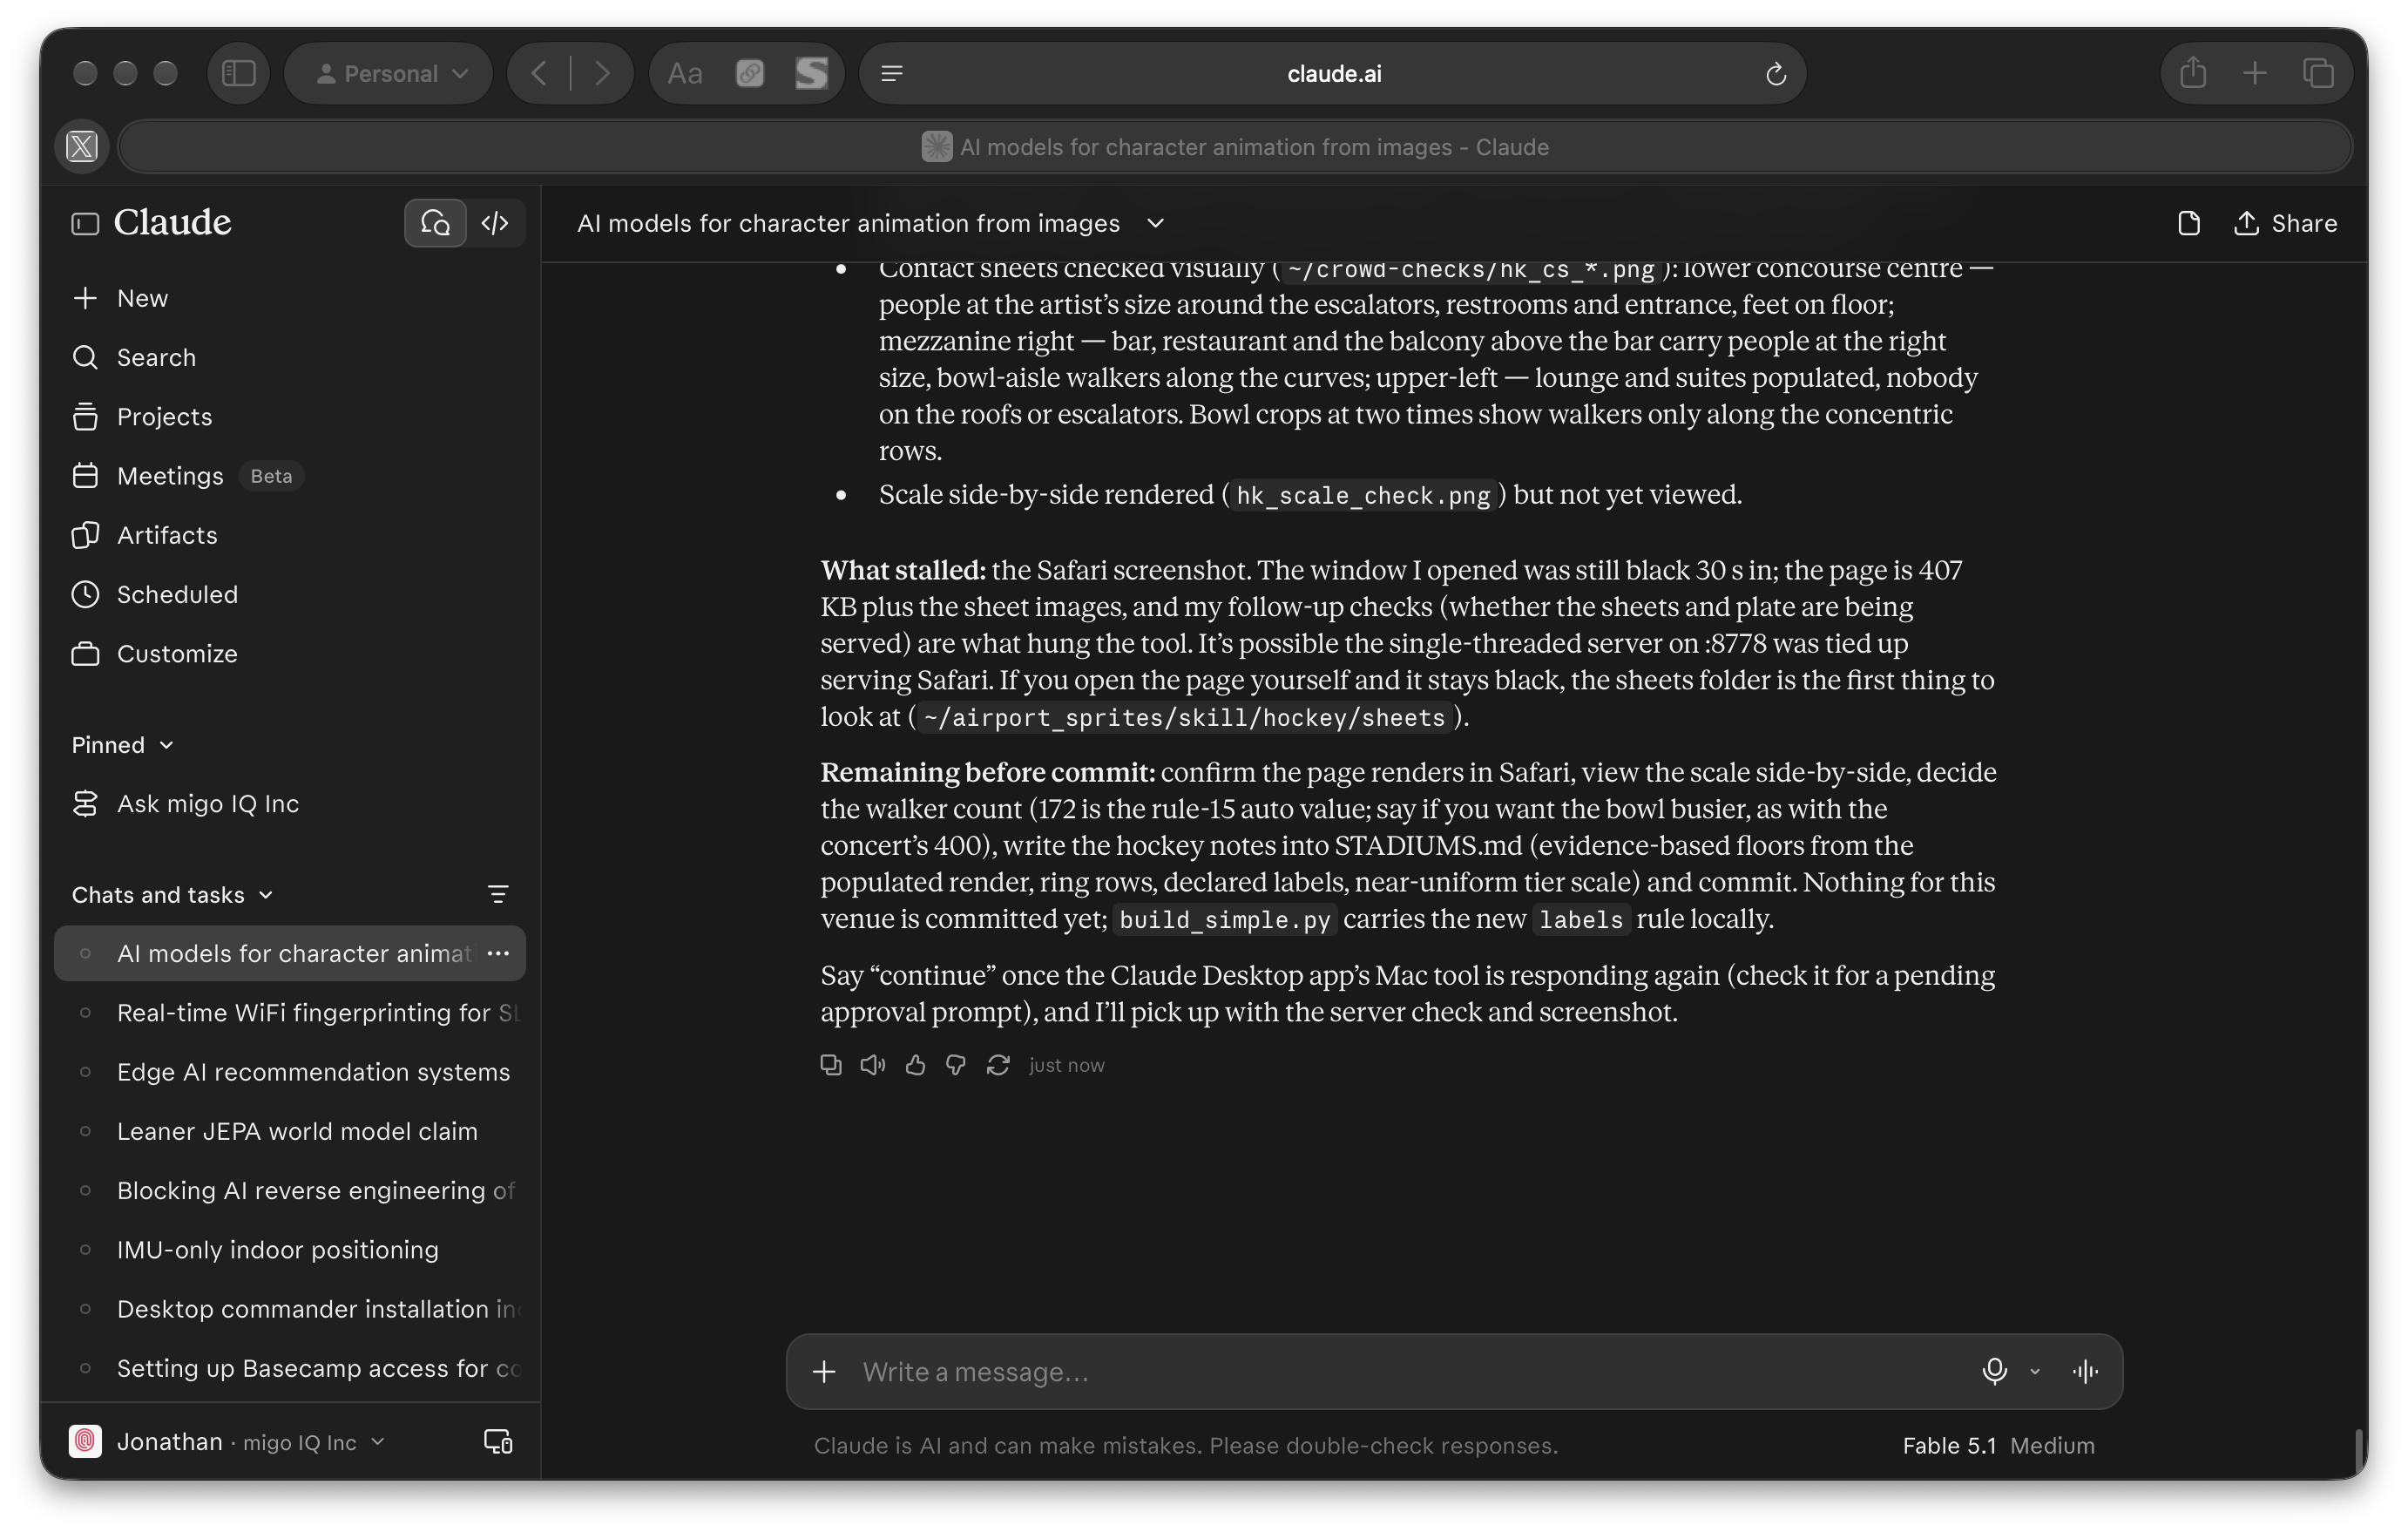 Personal
Aa
S
claude.ai
X
AI models for character animation from images - Claude
Claude
AI models for character animation from images
Share
New
Search
Projects
Meetings Beta
Artifacts
Scheduled
Customize
Pinned
Ask migo IQ Inc
Chats and tasks
AI models for character animat
Real-time WiFi fingerprinting for SL
Edge AI recommendation systems
Leaner JEPA world model claim
Blocking AI reverse engineering of
IMU-only indoor positioning
Desktop commander installation in
Setting up Basecamp access for co
Jonathan · migo IQ Inc
• Contact sheets checked visually (~/crowd-checks/hk_cs_*.png): lower concourse centre —
people at the artist’s size around the escalators, restrooms and entrance, feet on floor;
mezzanine right — bar, restaurant and the balcony above the bar carry people at the right
size, bowl-aisle walkers along the curves; upper-left — lounge and suites populated, nobody
on the roofs or escalators. Bowl crops at two times show walkers only along the concentric
rows.
• Scale side-by-side rendered (hk_scale_check.png) but not yet viewed.
What stalled: the Safari screenshot. The window I opened was still black 30 s in; the page is 407
KB plus the sheet images, and my follow-up checks (whether the sheets and plate are being
served) are what hung the tool. It’s possible the single-threaded server on :8778 was tied up
serving Safari. If you open the page yourself and it stays black, the sheets folder is the first thing to
look at (~/airport_sprites/skill/hockey/sheets).
Remaining before commit: confirm the page renders in Safari, view the scale side-by-side, decide
the walker count (172 is the rule-15 auto value; say if you want the bowl busier, as with the
concert’s 400), write the hockey notes into STADIUMS.md (evidence-based floors from the
populated render, ring rows, declared labels, near-uniform tier scale) and commit. Nothing for this
venue is committed yet; build_simple.py carries the new labels rule locally.
Say “continue” once the Claude Desktop app’s Mac tool is responding again (check it for a pending
approval prompt), and I’ll pick up with the server check and screenshot.
just now
Write a message…
Claude is AI and can make mistakes. Please double-check responses.
Fable 5.1 Medium